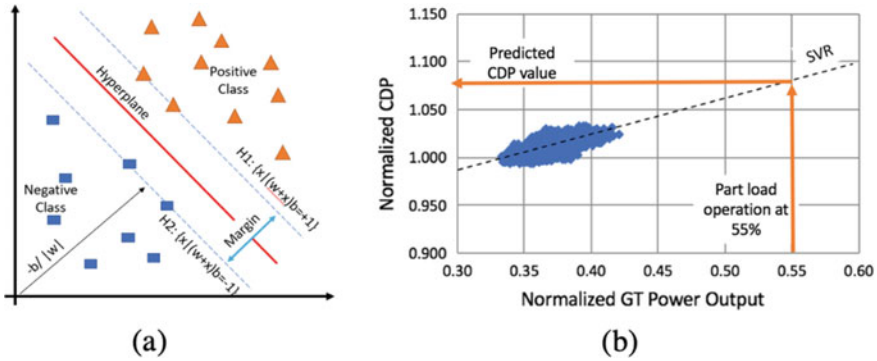 Positive
Class
Hyperplane
Negative
Class
-b/ |w|
H1: {x|(w+x)b=+1}
Margin
H2: {x|(w+x)b=-1}
(a)
Normalized CDP
1.150
1.100
1.050
1.000
0.950
0.900
Predicted
CDP value
SVR
Part load
operation at
55%
0.30 0.35 0.40 0.45 0.50 0.55 0.60
Normalized GT Power Output
(b)